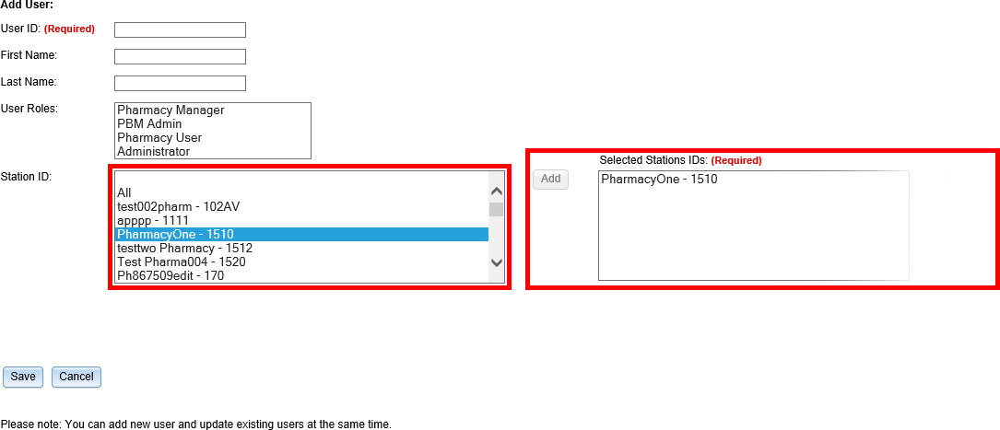 Add User:
User ID: (Required)
First Name:
Last Name:
User Roles:
Pharmacy Manager
PBM Admin
Pharmacy User
Administrator
Station ID:
All
test002pharm - 102AV
apppp - 1111
PharmacyOne - 1510
testtwo Pharmacy - 1512
Test Pharma004 - 1520
Ph867509edit - 170
Add
Selected Stations IDs: (Required)
PharmacyOne - 1510
Save Cancel
Please note: You can add new user and update existing users at the same time.